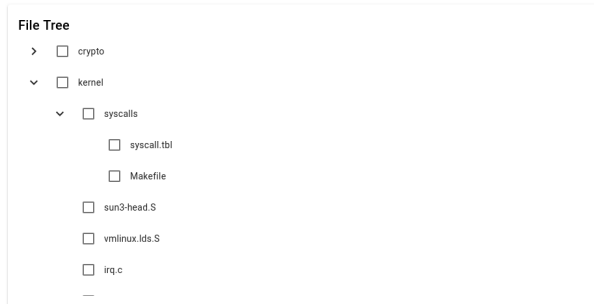 File Tree
crypto
kernel
syscalls
syscall.tbl
Makefile
sun3-head.S
vmlinux.lds.S
irq.c